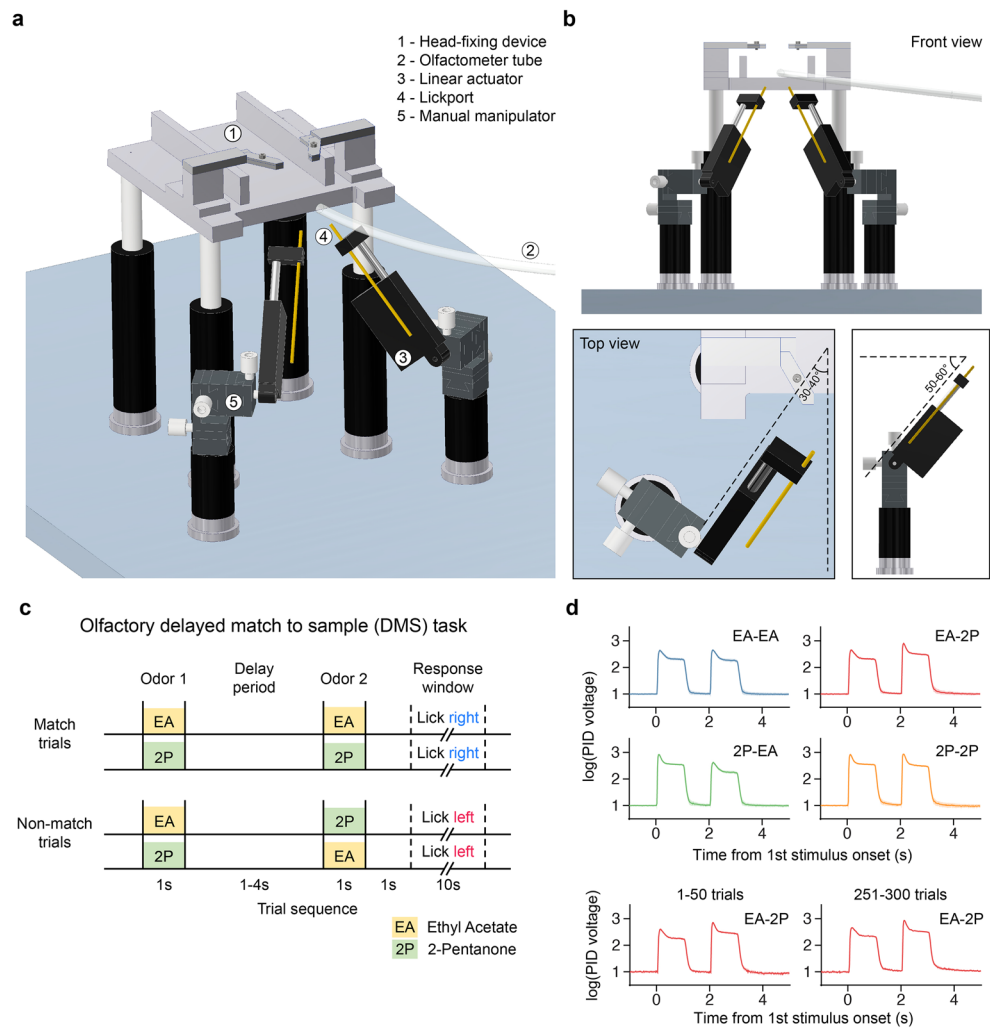 a
1 - Head-fixing device
2 - Olfactometer tube
3 - Linear actuator
4 - Lickport
5 - Manual manipulator
1
4
2
3
5
b
Front view
Top view
30-40°
50-60°
c
Olfactory delayed match to sample (DMS) task
Odor 1
Delay
period
Odor 2
Response
window
Match
trials
EA
EA
Lick right
2P
2P
Lick right
Non-match
trials
EA
2P
Lick left
2P
EA
Lick left
1s
1-4s
1s
1s
10s
Trial sequence
EA Ethyl Acetate
2P 2-Pentanone
d
log(PID voltage)
3
2
1
EA-EA
0 2 4
3
2
1
EA-2P
0 2 4
3
2
1
2P-EA
0 2 4
3
2
1
2P-2P
0 2 4
Time from 1st stimulus onset (s)
1-50 trials
251-300 trials
log(PID voltage)
3
2
1
EA-2P
0 2 4
3
2
1
EA-2P
0 2 4
Time from 1st stimulus onset (s)